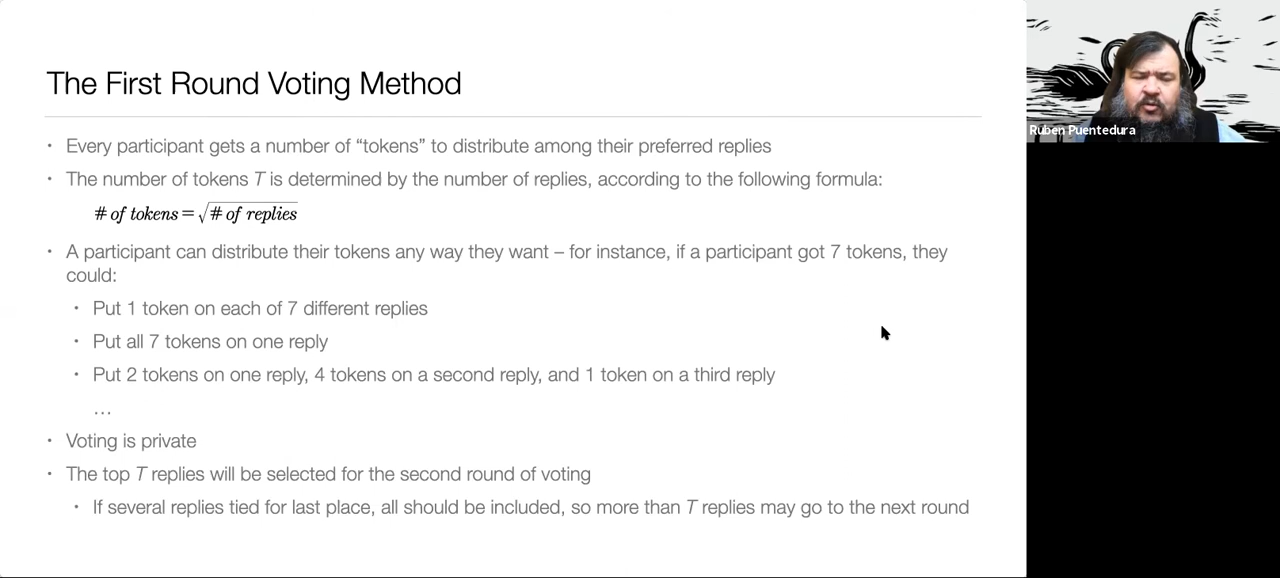 The First Round Voting Method
• Every participant gets a number of “tokens” to distribute among their preferred replies
• The number of tokens T is determined by the number of replies, according to the following formula:
# of tokens = √# of replies
• A participant can distribute their tokens any way they want – for instance, if a participant got 7 tokens, they
could:
• Put 1 token on each of 7 different replies
• Put all 7 tokens on one reply
• Put 2 tokens on one reply, 4 tokens on a second reply, and 1 token on a third reply
…
• Voting is private
• The top T replies will be selected for the second round of voting
• If several replies tied for last place, all should be included, so more than T replies may go to the next round
Ruben Puentedura